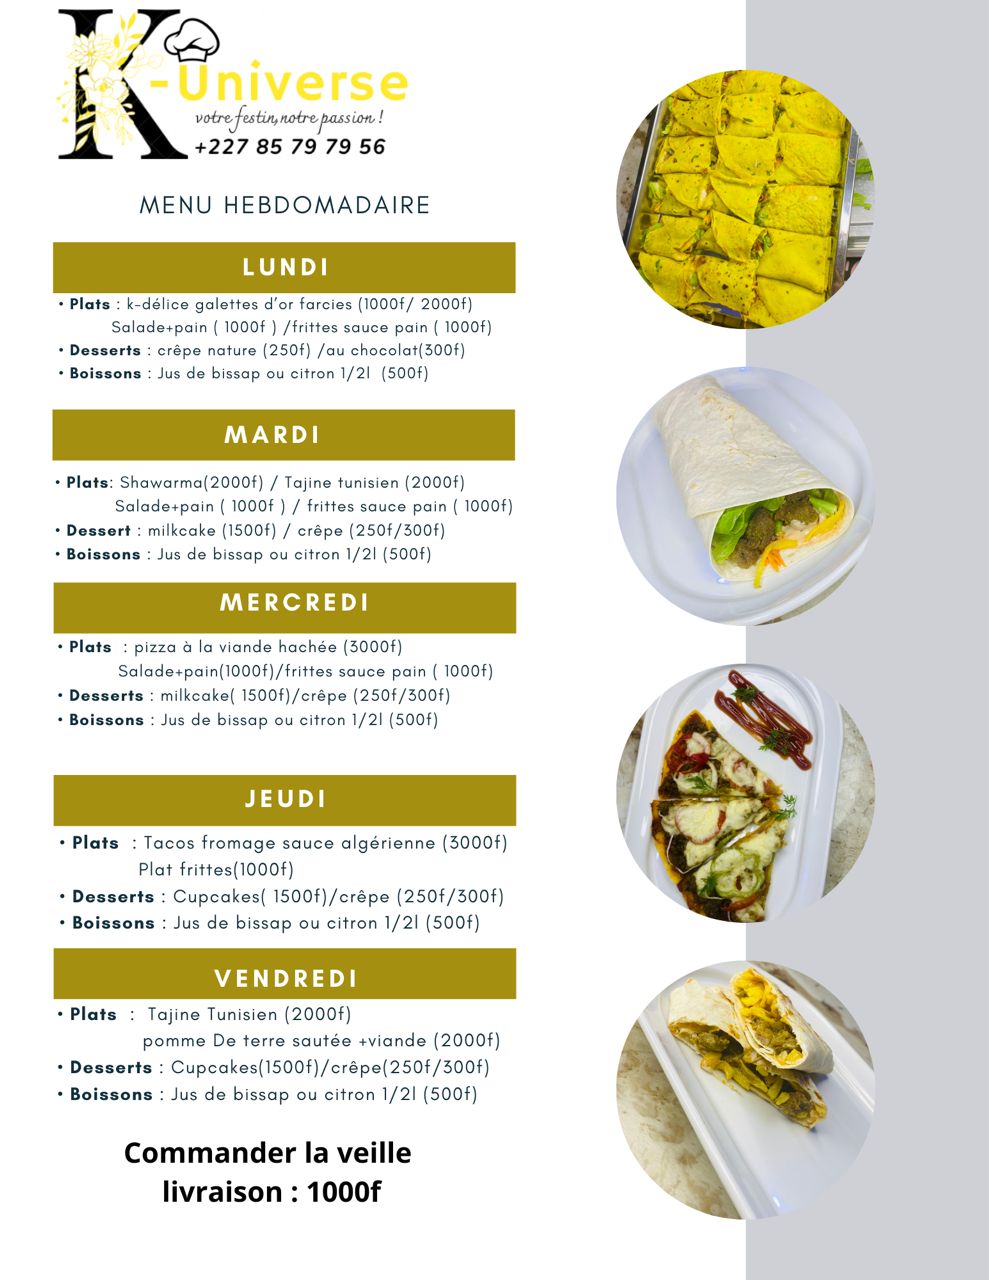 K-Universe
votre festin, notre passion !
+227 85 79 79 56
MENU HEBDOMADAIRE
LUNDI
• Plats : k-délice galettes d'or farcies (1000f/ 2000f)
Salade+pain ( 1000f ) /frittes sauce pain ( 1000f)
• Desserts : crêpe nature (250f) /au chocolat(300f)
• Boissons : Jus de bissap ou citron 1/2l (500f)
MARDI
• Plats: Shawarma(2000f) / Tajine tunisien (2000f)
Salade+pain ( 1000f ) / frittes sauce pain ( 1000f)
• Dessert : milkcake (1500f) / crêpe (250f/300f)
• Boissons : Jus de bissap ou citron 1/2l (500f)
MERCREDI
• Plats : pizza à la viande hachée (3000f)
Salade+pain(1000f)/frittes sauce pain ( 1000f)
• Desserts : milkcake( 1500f)/crêpe (250f/300f)
• Boissons : Jus de bissap ou citron 1/2l (500f)
JEUDI
• Plats : Tacos fromage sauce algérienne (3000f)
Plat frittes(1000f)
• Desserts : Cupcakes( 1500f)/crêpe (250f/300f)
• Boissons : Jus de bissap ou citron 1/2l (500f)
VENDREDI
• Plats : Tajine Tunisien (2000f)
pomme De terre sautée +viande (2000f)
• Desserts : Cupcakes(1500f)/crêpe(250f/300f)
• Boissons : Jus de bissap ou citron 1/2l (500f)
Commander la veille
livraison : 1000f